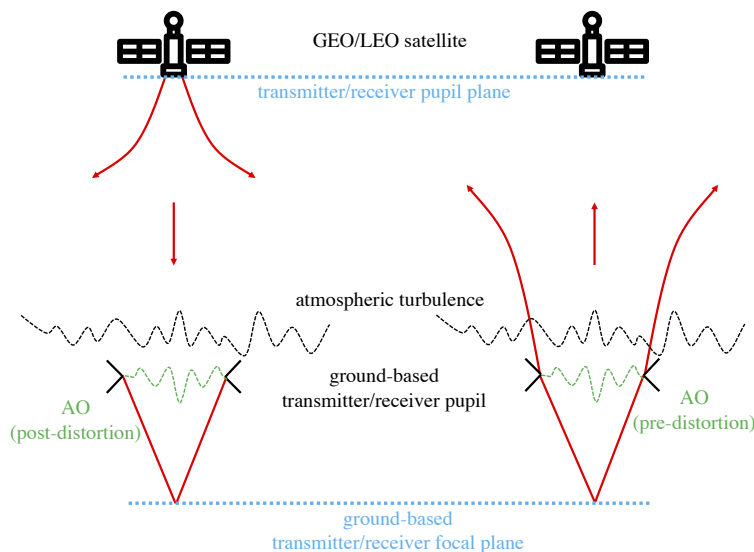 GEO/LEO satellite
transmitter/receiver pupil plane
atmospheric turbulence
ground-based
transmitter/receiver pupil
AO
(post-distortion)
AO
(pre-distortion)
ground-based
transmitter/receiver focal plane